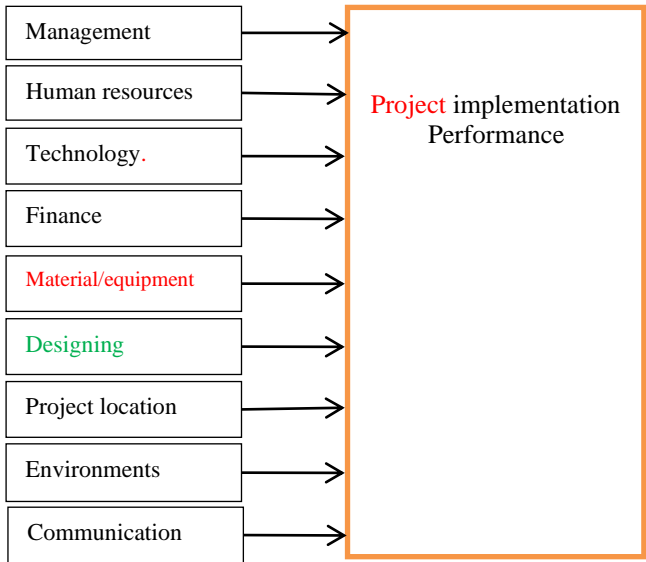 Management
Human resources
Technology.
Finance
Material/equipment
Designing
Project location
Environments
Communication
Project implementation
Performance